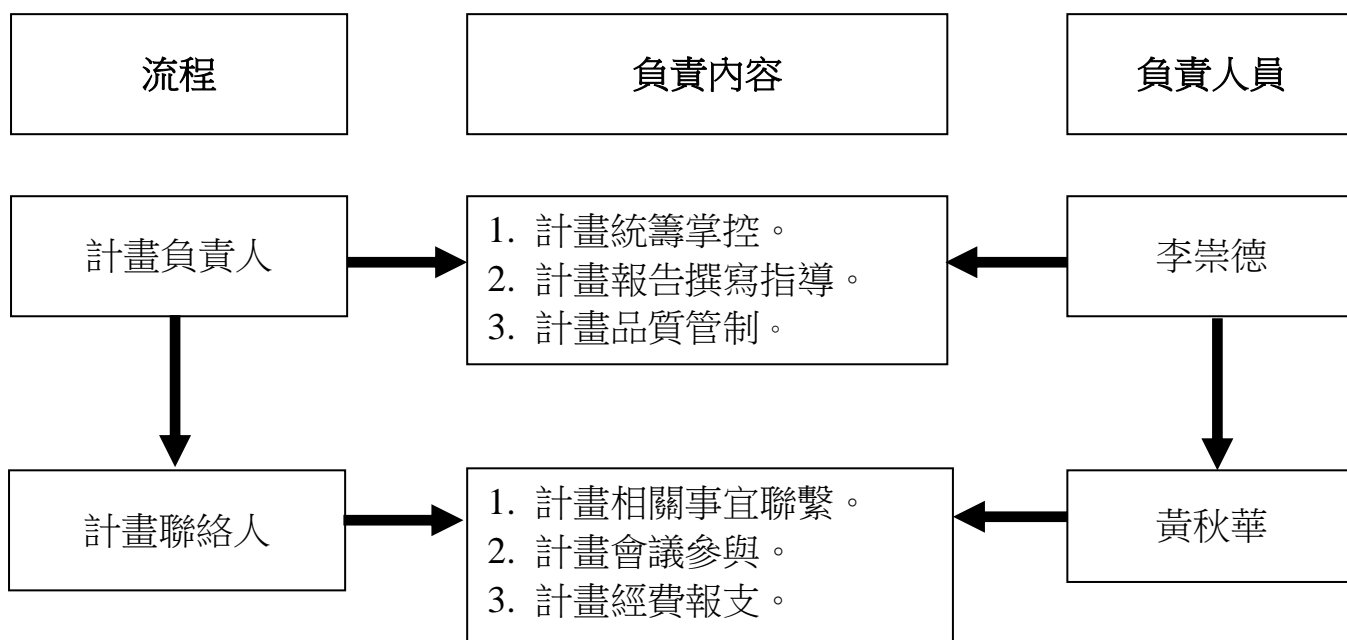 流程
負責內容
負責人員
計畫負責人
1. 計畫統籌掌控。
2. 計畫報告撰寫指導。
3. 計畫品質管制。
李崇德
計畫聯絡人
1. 計畫相關事宜聯繫。
2. 計畫會議參與。
3. 計畫經費報支。
黃秋華